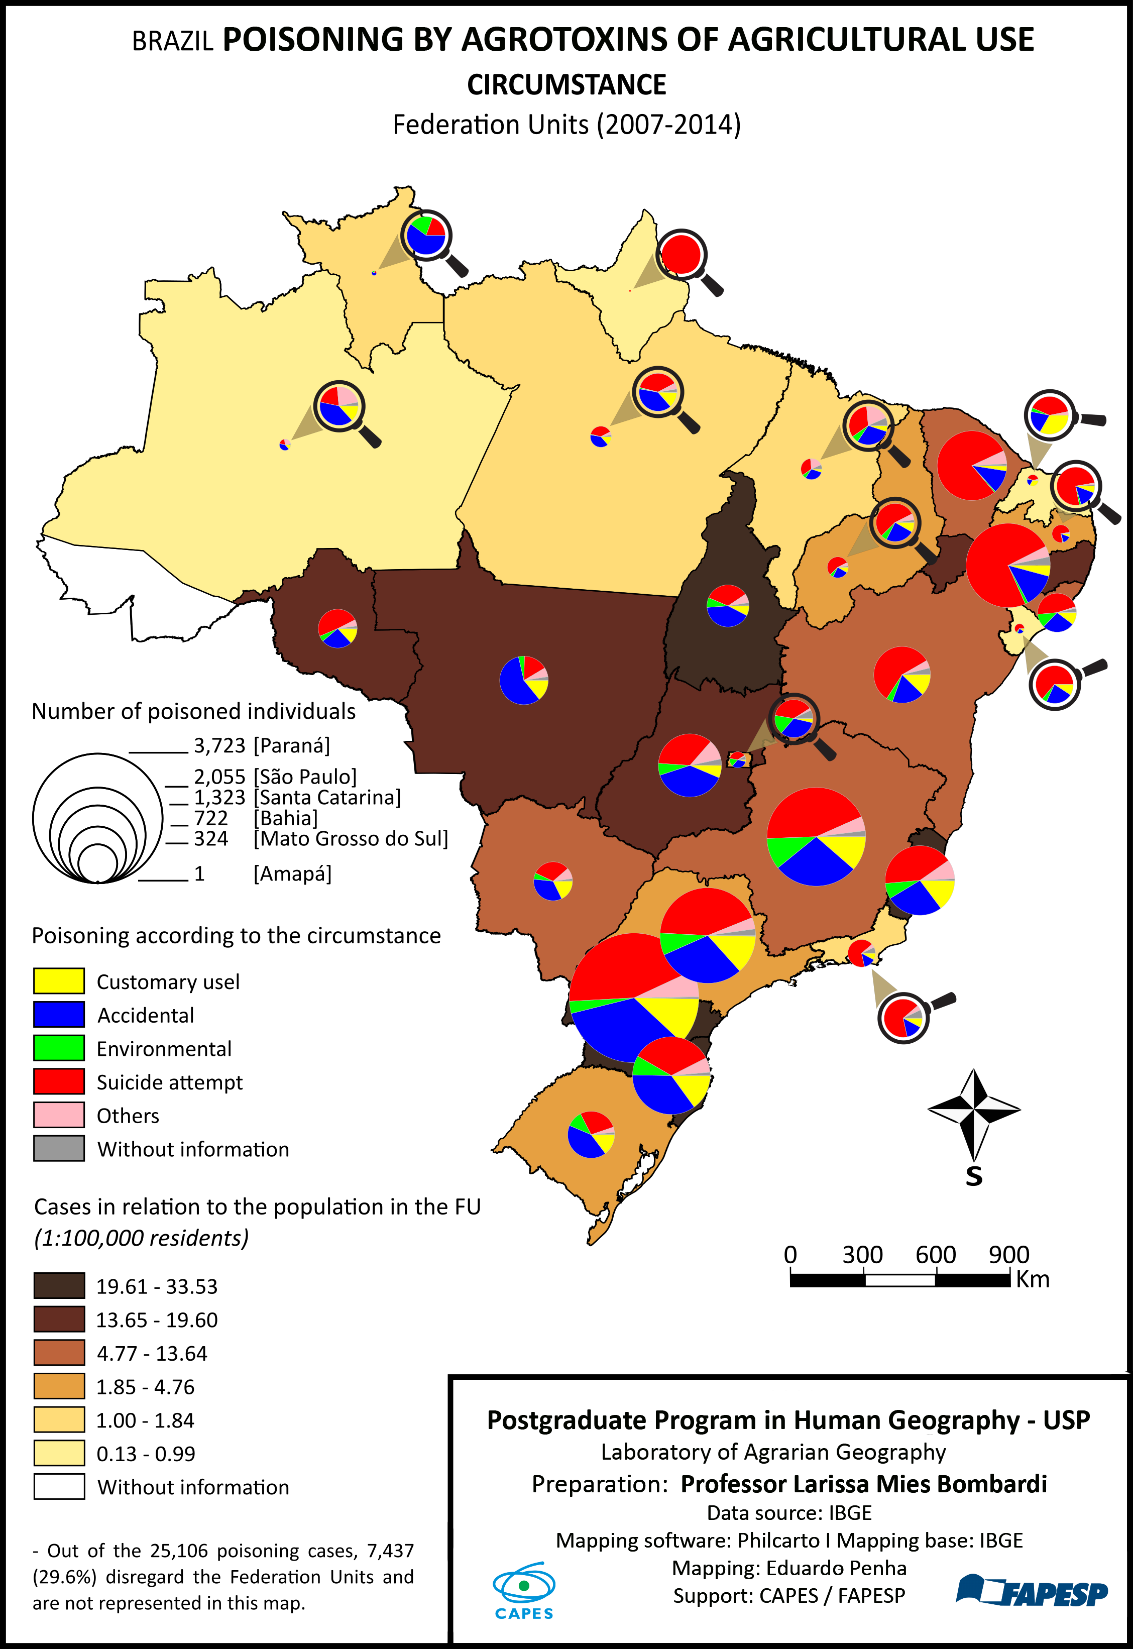 BRAZIL POISONING BY AGROTOXINS OF AGRICULTURAL USE
CIRCUMSTANCE
Federation Units (2007-2014)
Number of poisoned individuals
3,723 [Paraná]
2,055 [São Paulo]
1,323 [Santa Catarina]
722 [Bahia]
324 [Mato Grosso do Sul]
1 [Amapá]
Poisoning according to the circumstance
Customary usel
Accidental
Environmental
Suicide attempt
Others
Without information
Cases in relation to the population in the FU
(1:100,000 residents)
19.61 - 33.53
13.65 - 19.60
4.77 - 13.64
1.85 - 4.76
1.00 - 1.84
0.13 - 0.99
Without information
- Out of the 25,106 poisoning cases, 7,437
(29.6%) disregard the Federation Units and
are not represented in this map.
S
0 300 600 900
Km
Postgraduate Program in Human Geography - USP
Laboratory of Agrarian Geography
Preparation: Professor Larissa Mies Bombardi
Data source: IBGE
Mapping software: Philcarto I Mapping base: IBGE
Mapping: Eduardo Penha
Support: CAPES / FAPESP
CAPES
FAPESP